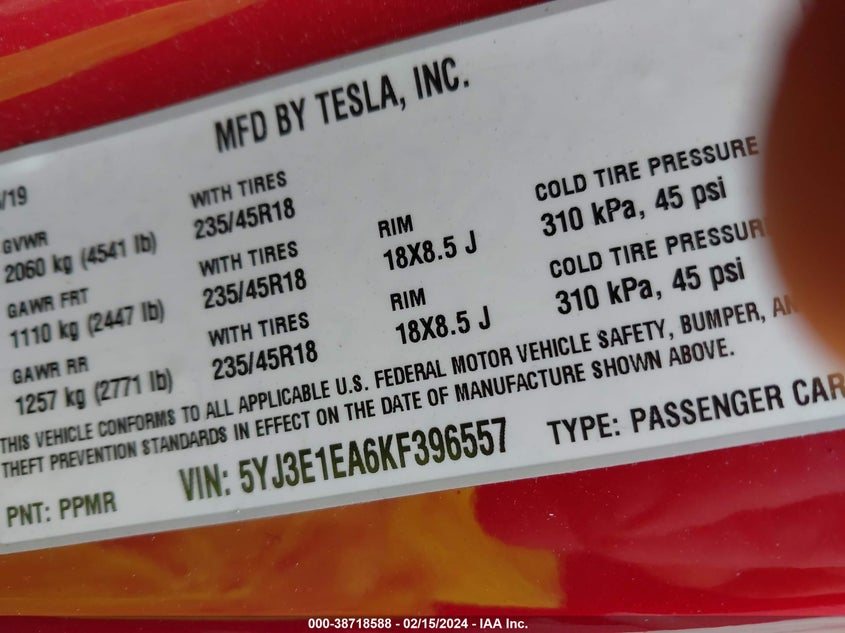 MFD BY TESLA, INC.
/19
GVWR
2060 kg (4541 lb)
WITH TIRES
235/45R18
GAWR FRT
1110 kg (2447 lb)
WITH TIRES
235/45R18
RIM
18X8.5 J
COLD TIRE PRESSURE
310 kPa, 45 psi
GAWR RR
1257 kg (2771 lb)
WITH TIRES
235/45R18
RIM
18X8.5 J
COLD TIRE PRESSURE
310 kPa, 45 psi
THIS VEHICLE CONFORMS TO ALL APPLICABLE U.S. FEDERAL MOTOR VEHICLE SAFETY, BUMPER,
THEFT PREVENTION STANDARDS IN EFFECT ON THE DATE OF MANUFACTURE SHOWN ABOVE.
PNT: PPMR
VIN: 5YJ3E1EA6KF396557
TYPE: PASSENGER CAR
000-38718588 - 02/15/2024 - IAA Inc.